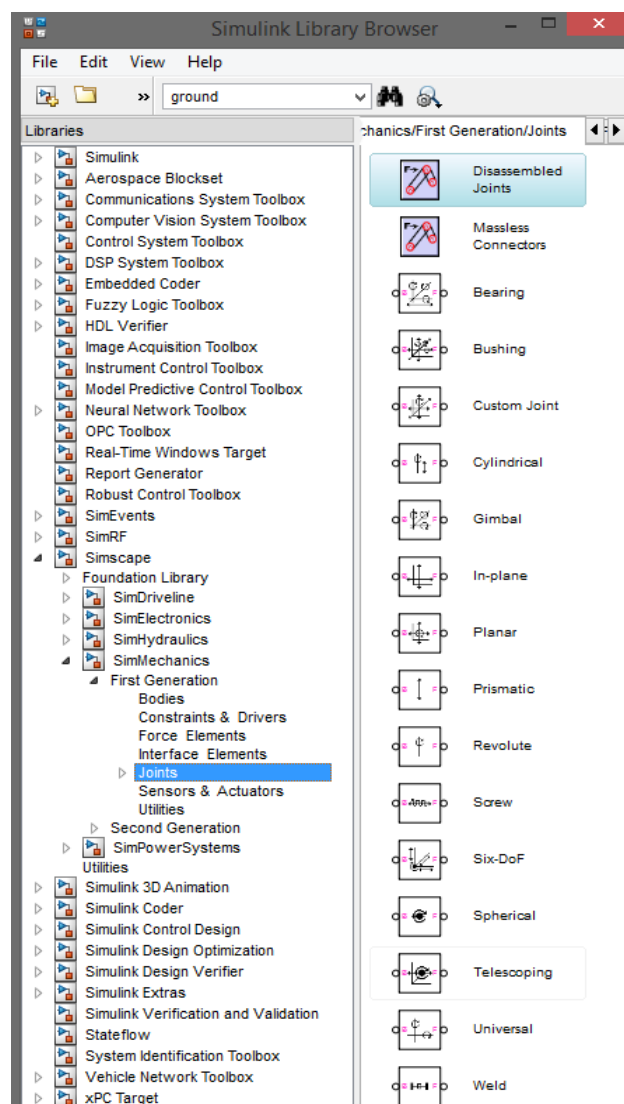 Simulink Library Browser
File Edit View Help
» ground
Libraries
Simulink
Aerospace Blockset
Communications System Toolbox
Computer Vision System Toolbox
Control System Toolbox
DSP System Toolbox
Embedded Coder
Fuzzy Logic Toolbox
HDL Verifier
Image Acquisition Toolbox
Instrument Control Toolbox
Model Predictive Control Toolbox
Neural Network Toolbox
OPC Toolbox
Real-Time Windows Target
Report Generator
Robust Control Toolbox
SimEvents
SimRF
Simscape
Foundation Library
SimDriveline
SimElectronics
SimHydraulics
SimMechanics
First Generation
Bodies
Constraints & Drivers
Force Elements
Interface Elements
Joints
Sensors & Actuators
Utilities
Second Generation
SimPowerSystems
Utilities
Simulink 3D Animation
Simulink Coder
Simulink Control Design
Simulink Design Optimization
Simulink Design Verifier
Simulink Extras
Simulink Verification and Validation
Stateflow
System Identification Toolbox
Vehicle Network Toolbox
xPC Target
chanics/First Generation/Joints
Disassembled
Joints
Massless
Connectors
Bearing
Bushing
Custom Joint
Cylindrical
Gimbal
In-plane
Planar
Prismatic
Revolute
Screw
Six-DoF
Spherical
Telescoping
Universal
Weld